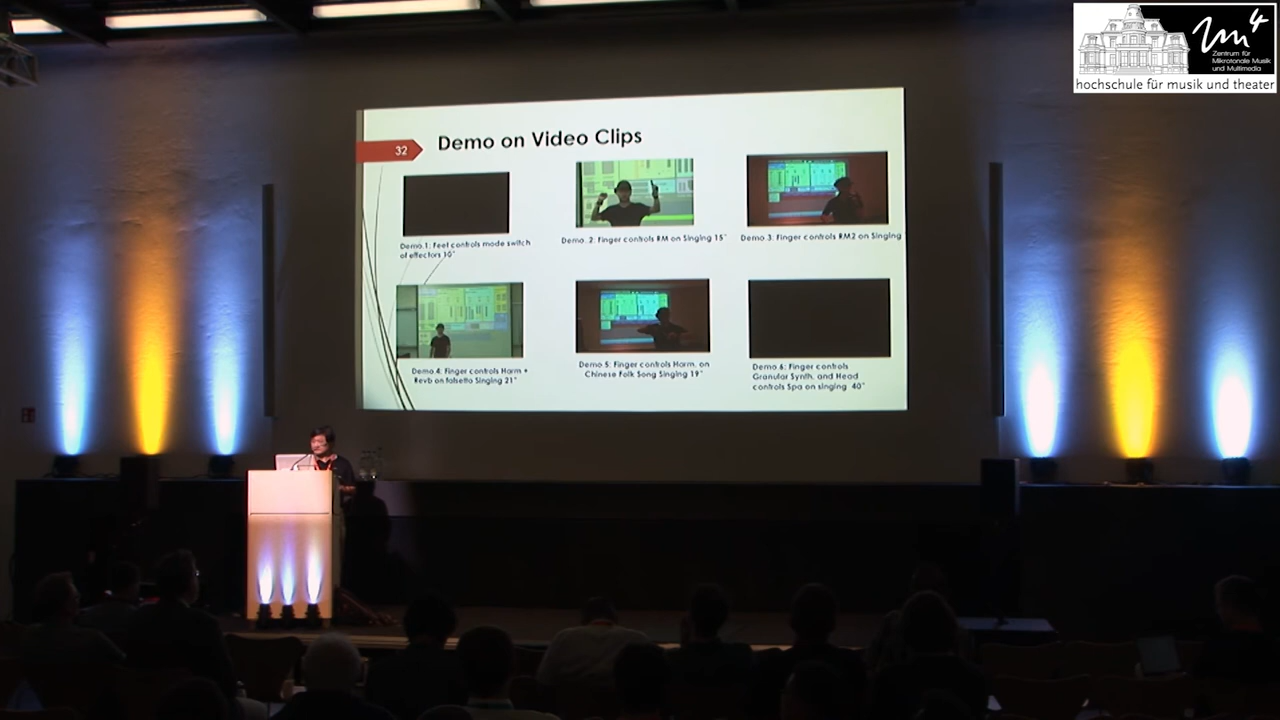 zm4
Zentrum für
Mikrotonale Musik
und Multimedia
hochschule für musik und theater
32
Demo on Video Clips
Demo.1: Feet controls mode switch
of effectors 10"
Demo. 2: Finger controls RM on Singing 15"
Demo.3: Finger controls RM2 on Singing
Demo.4: Finger controls Harm +
Revb on falsetto Singing 21"
Demo.5: Finger controls Harm. on
Chinese Folk Song Singing 19"
Demo 6: Finger controls
Granular Synth. and Head
controls Spa on singing 40"